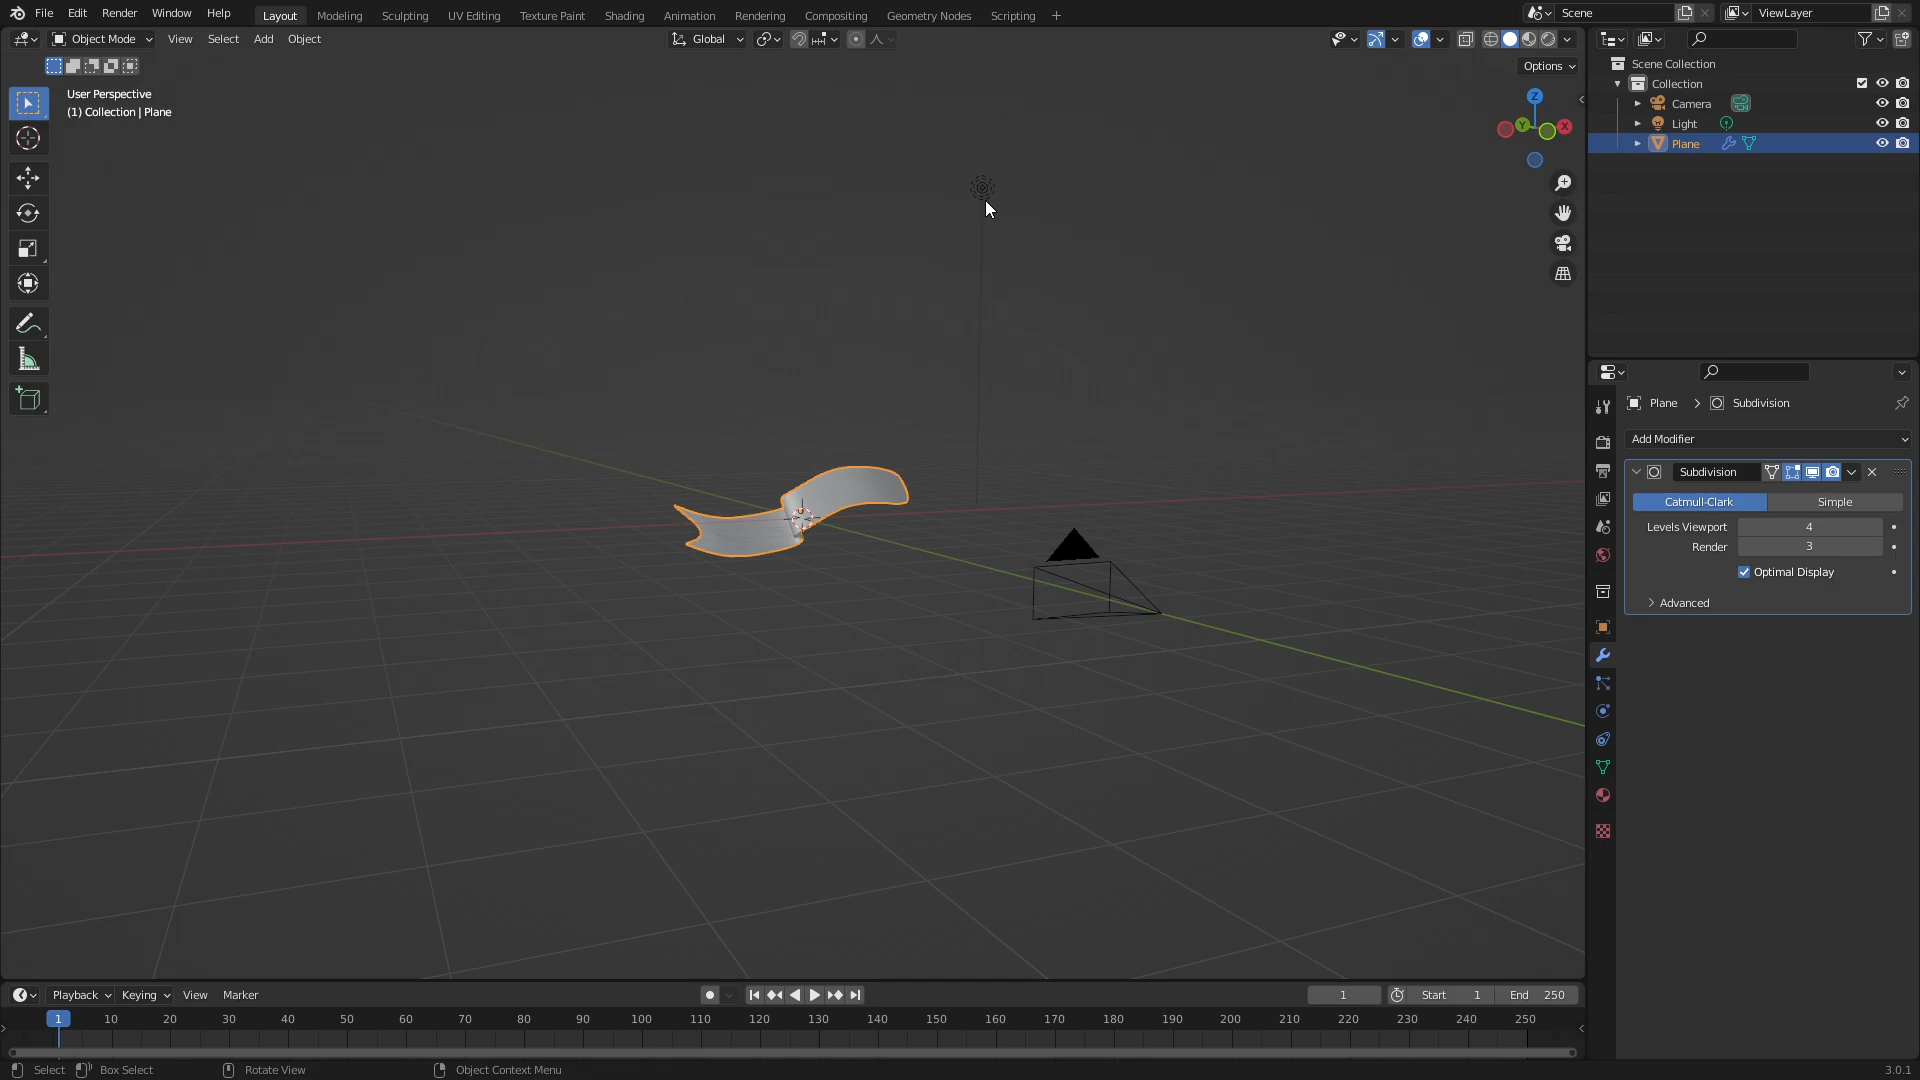 File Edit Render Window Help Layout Modeling Sculpting UV Editing Texture Paint Shading Animation Rendering Compositing Geometry Nodes Scripting + Scene ViewLayer
Object Mode View Select Add Object Global
Options
User Perspective
(1) Collection | Plane
Z
Y
X
Scene Collection
Collection
Camera
Light
Plane
Plane > Subdivision
Add Modifier
Subdivision
Catmull-Clark Simple
Levels Viewport 4
Render 3
Optimal Display
Advanced
Playback Keying View Marker 1 Start 1 End 250
1 10 20 30 40 50 60 70 80 90 100 110 120 130 140 150 160 170 180 190 200 210 220 230 240 250
Select Box Select Rotate View Object Context Menu 3.0.1